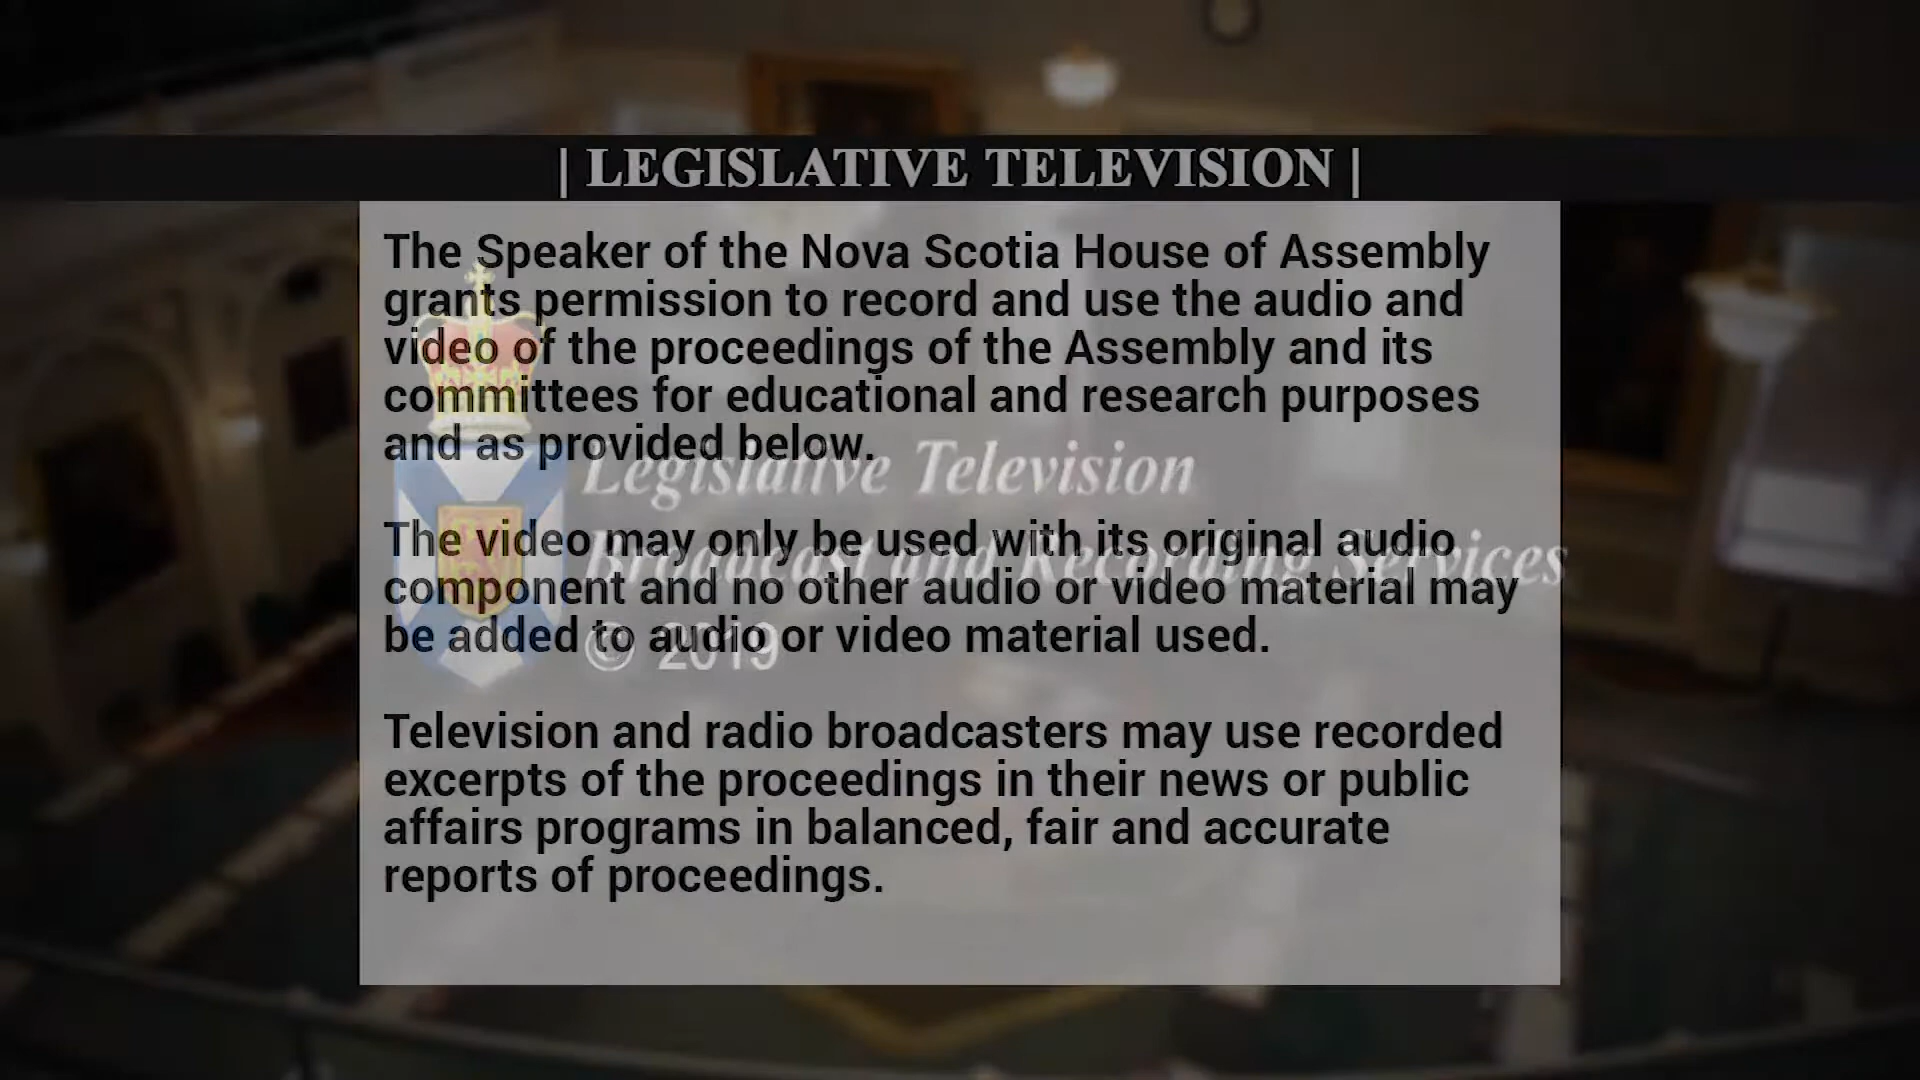 | LEGISLATIVE TELEVISION |
The Speaker of the Nova Scotia House of Assembly
grants permission to record and use the audio and
video of the proceedings of the Assembly and its
committees for educational and research purposes
and as provided below.
Legislative Television
The video may only be used with its original audio
Broadcast and Recording Services
component and no other audio or video material may
be added to audio or video material used.
© 2019
Television and radio broadcasters may use recorded
excerpts of the proceedings in their news or public
affairs programs in balanced, fair and accurate
reports of proceedings.